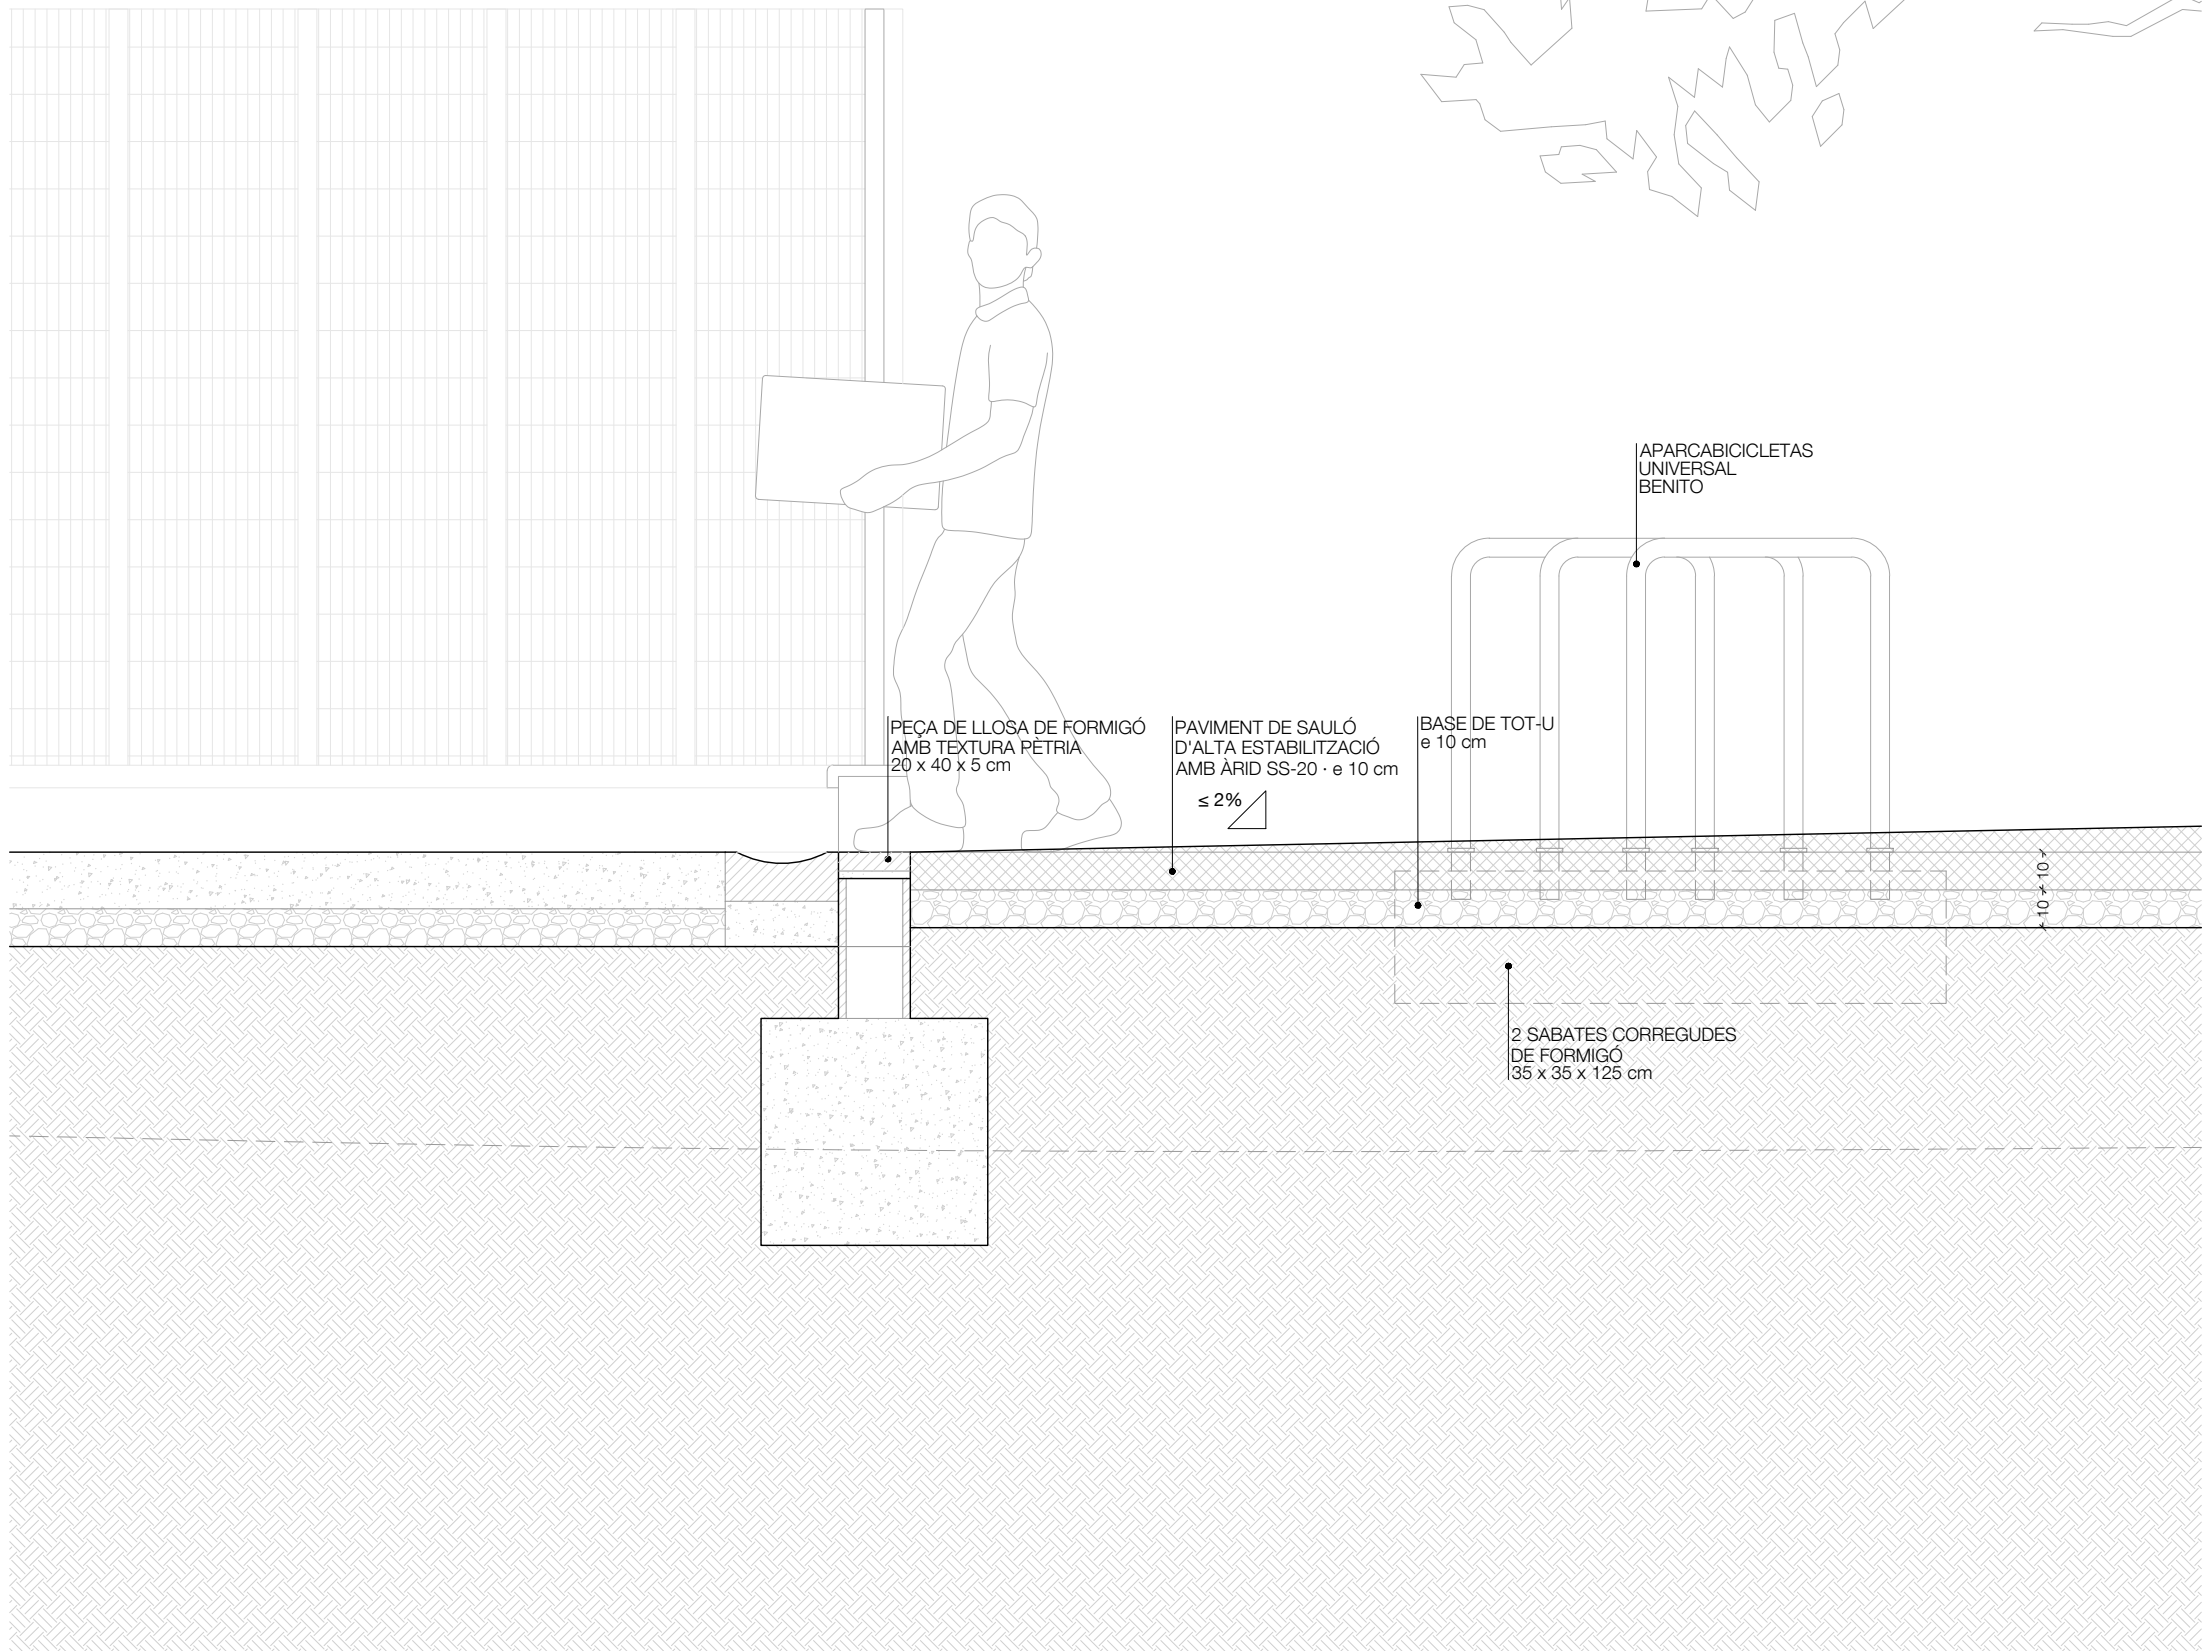 APARCABICICLETAS
UNIVERSAL
BENITO
PEÇA DE LLOSA DE FORMIGÓ
AMB TEXTURA PÈTRIA
20 x 40 x 5 cm
PAVIMENT DE SAULÓ
D'ALTA ESTABILITZACIÓ
AMB ÀRID SS-20 · e 10 cm
≤ 2%
BASE DE TOT-U
e 10 cm
10
10
2 SABATES CORREGUDES
DE FORMIGÓ
35 x 35 x 125 cm